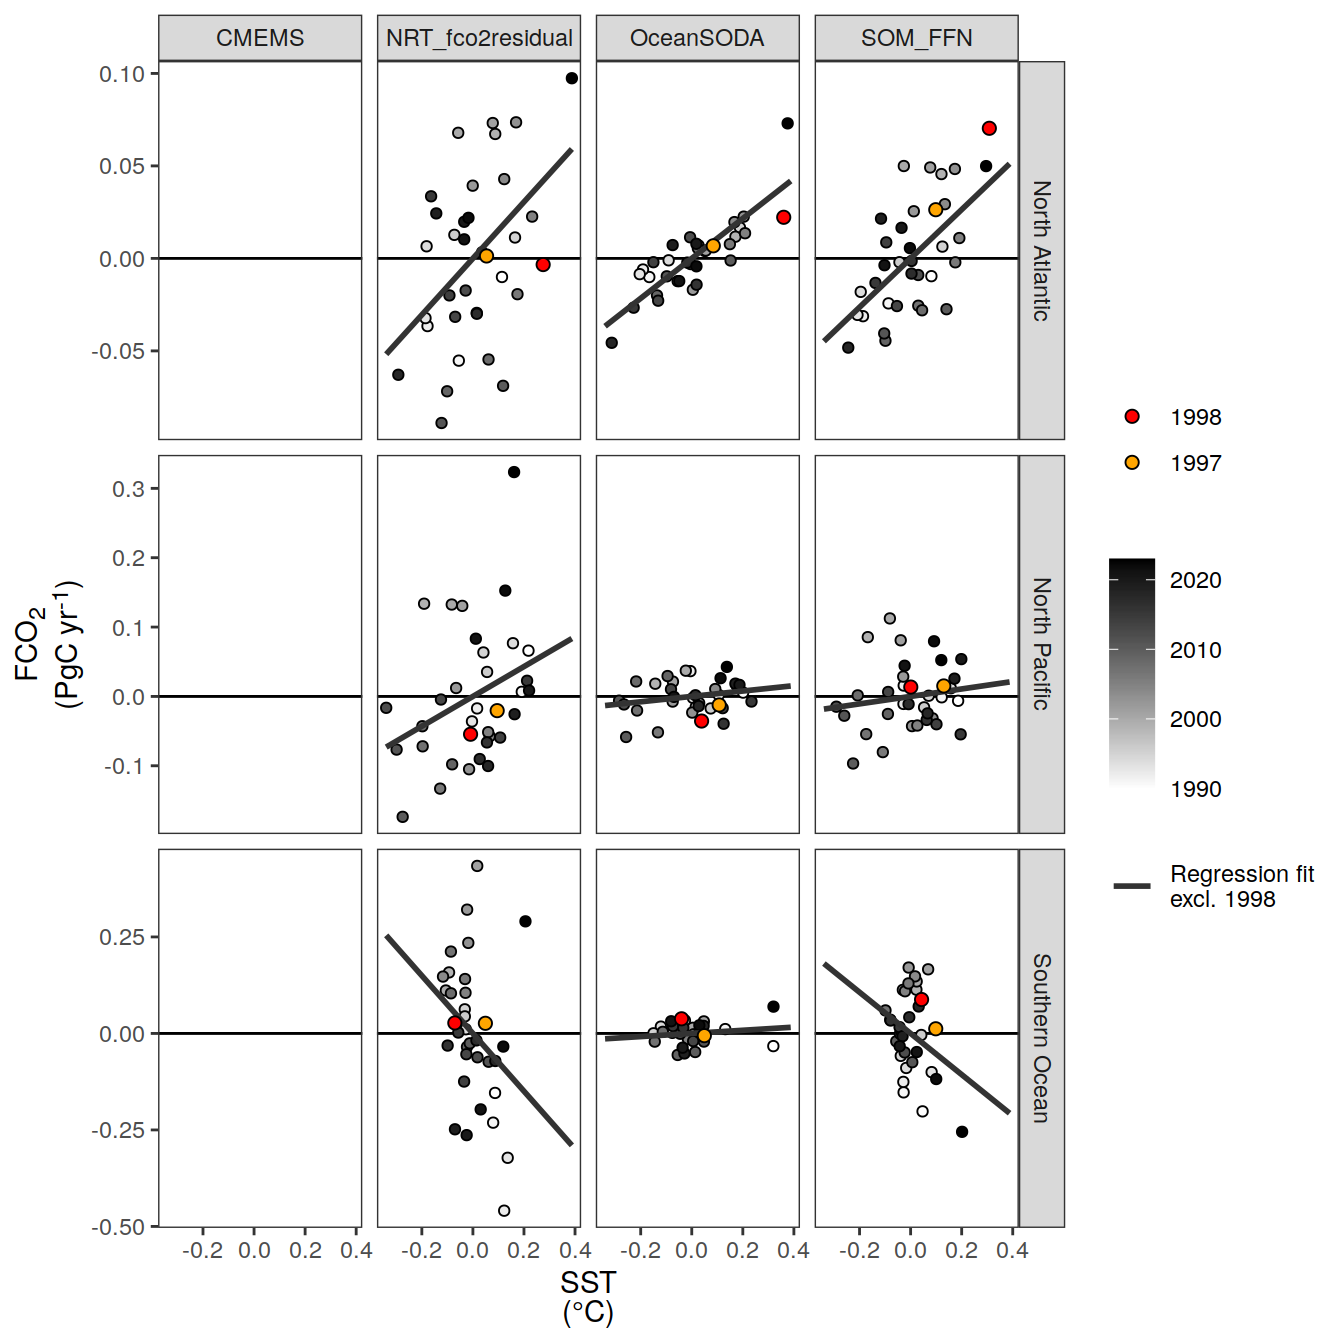 CMEMS NRT_fco2residual OceanSODA SOM_FFN
0.10
0.05
0.00
-0.05
North Atlantic
0.3
0.2
0.1
0.0
-0.1
North Pacific
0.25
0.00
-0.25
-0.50
Southern Ocean
-0.2 0.0 0.2 0.4 -0.2 0.0 0.2 0.4 -0.2 0.0 0.2 0.4 -0.2 0.0 0.2 0.4
SST
(°C)
FCO₂
(PgC yr⁻¹)
1998
1997
2020
2010
2000
1990
Regression fit
excl. 1998